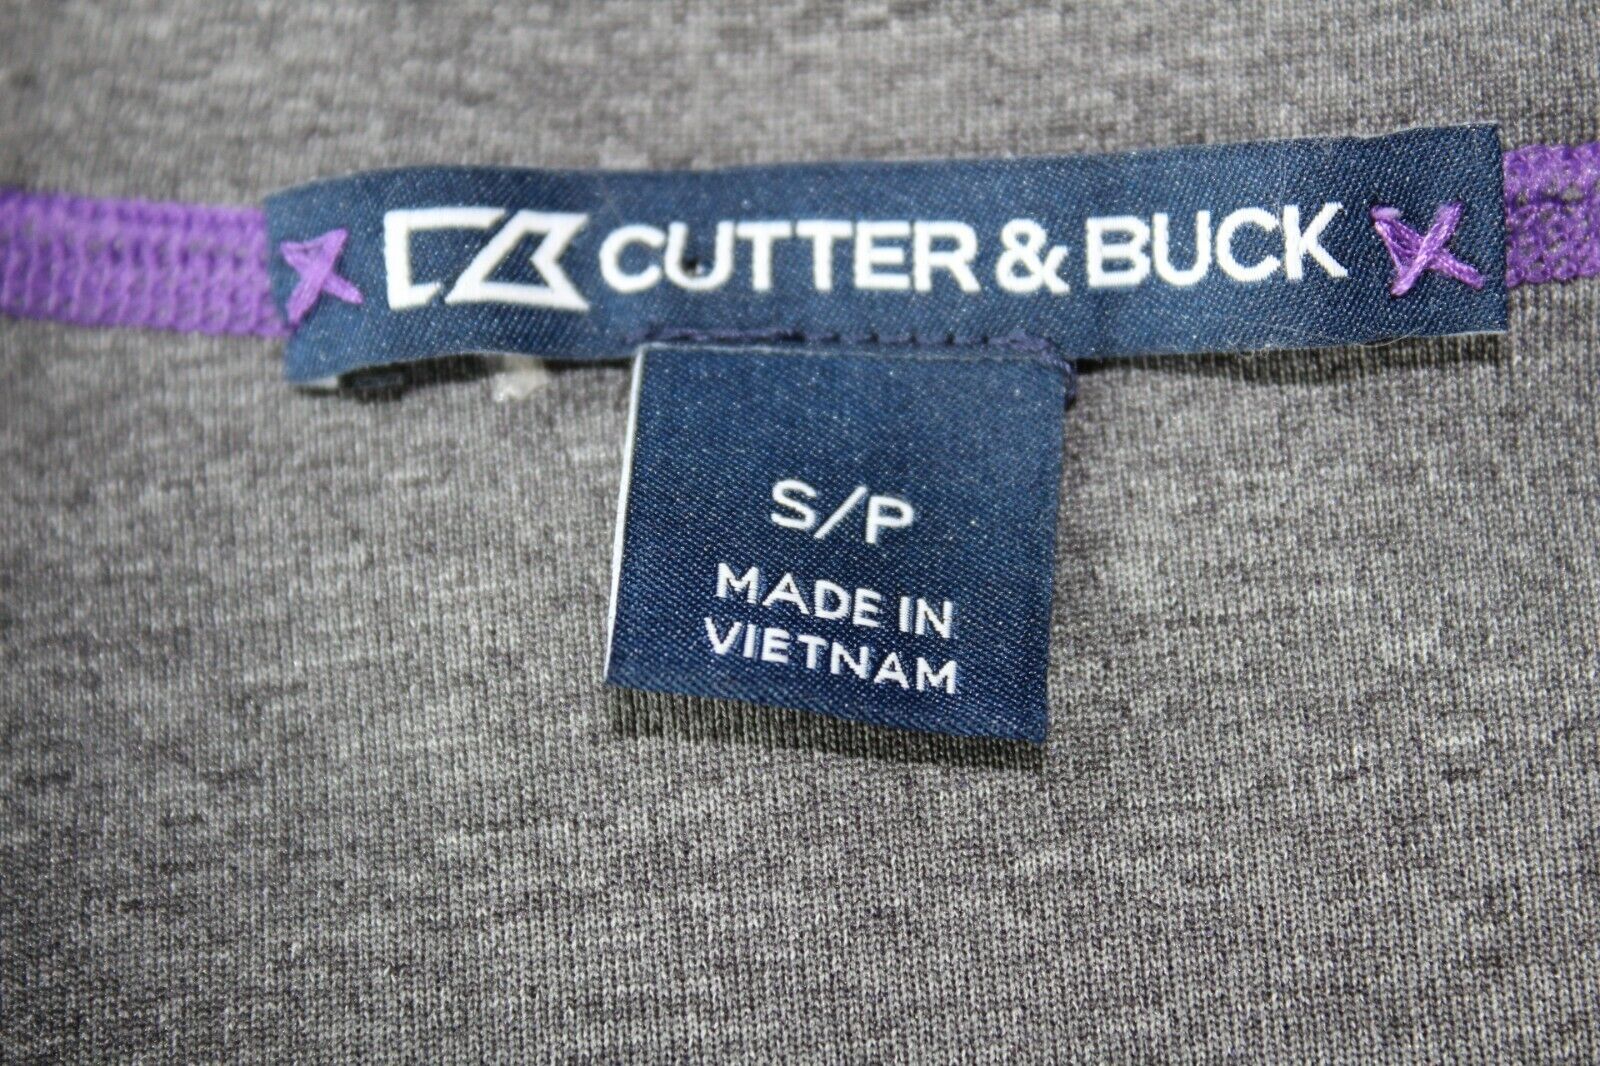 CUTTER & BUCK
S/P
MADE IN
VIETNAM